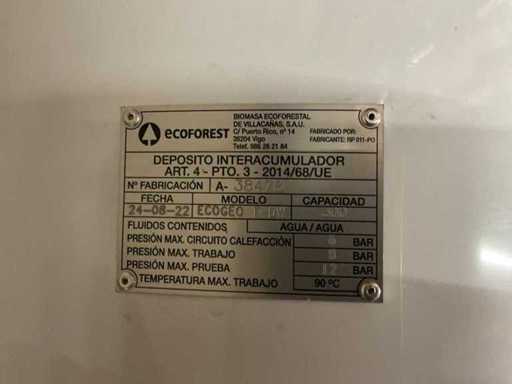 ecoFOREST
BIOMASA ECOFORESTAL
DE VILLACAÑAS, S.A.U.
C/ Puerto Rico, nº 14
36204 Vigo
Telef. 986 26 21 84
FABRICADO POR:
FABRICANTE: RP 011-PO
DEPOSITO INTERACUMULADOR
ART. 4 - PTO. 3 - 2014/68/UE
Nº FABRICACIÓN A-
FECHA MODELO CAPACIDAD
24-08-22 ECOGEO 300
FLUIDOS CONTENIDOS AGUA / AGUA
PRESIÓN MAX. CIRCUITO CALEFACCIÓN BAR
PRESIÓN MAX. TRABAJO BAR
PRESIÓN MAX. PRUEBA 12 BAR
TEMPERATURA MAX. TRABAJO 90 ºC